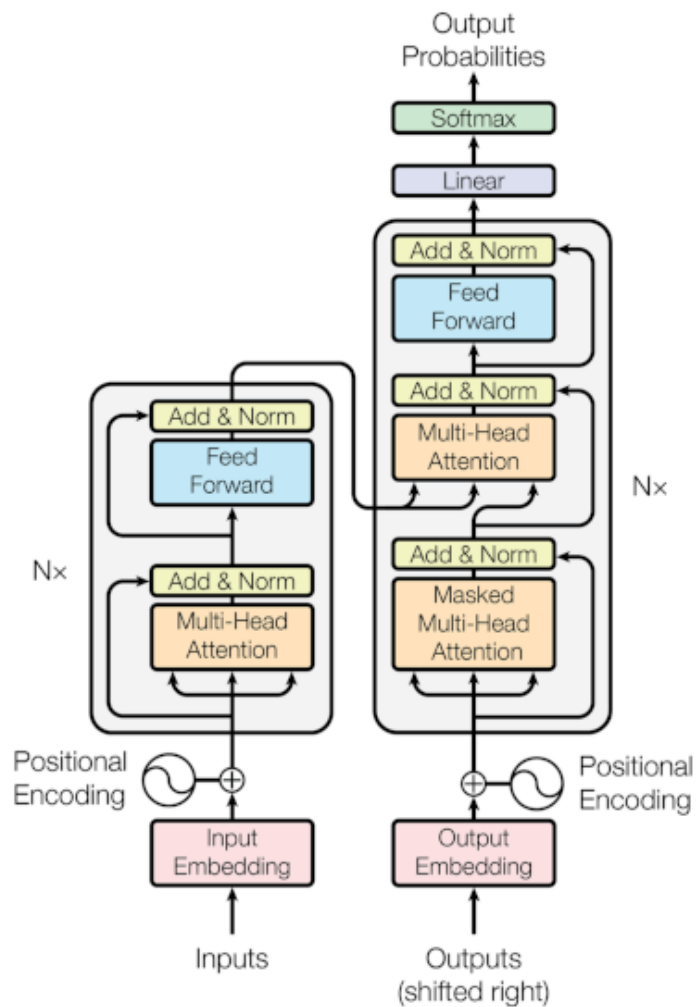 Output
Probabilities
Softmax
Linear
Add & Norm
Feed
Forward
Add & Norm
Multi-Head
Attention
Add & Norm
Masked
Multi-Head
Attention
Nx
Add & Norm
Feed
Forward
Add & Norm
Multi-Head
Attention
Nx
Positional
Encoding
Positional
Encoding
Input
Embedding
Output
Embedding
Inputs
Outputs
(shifted right)